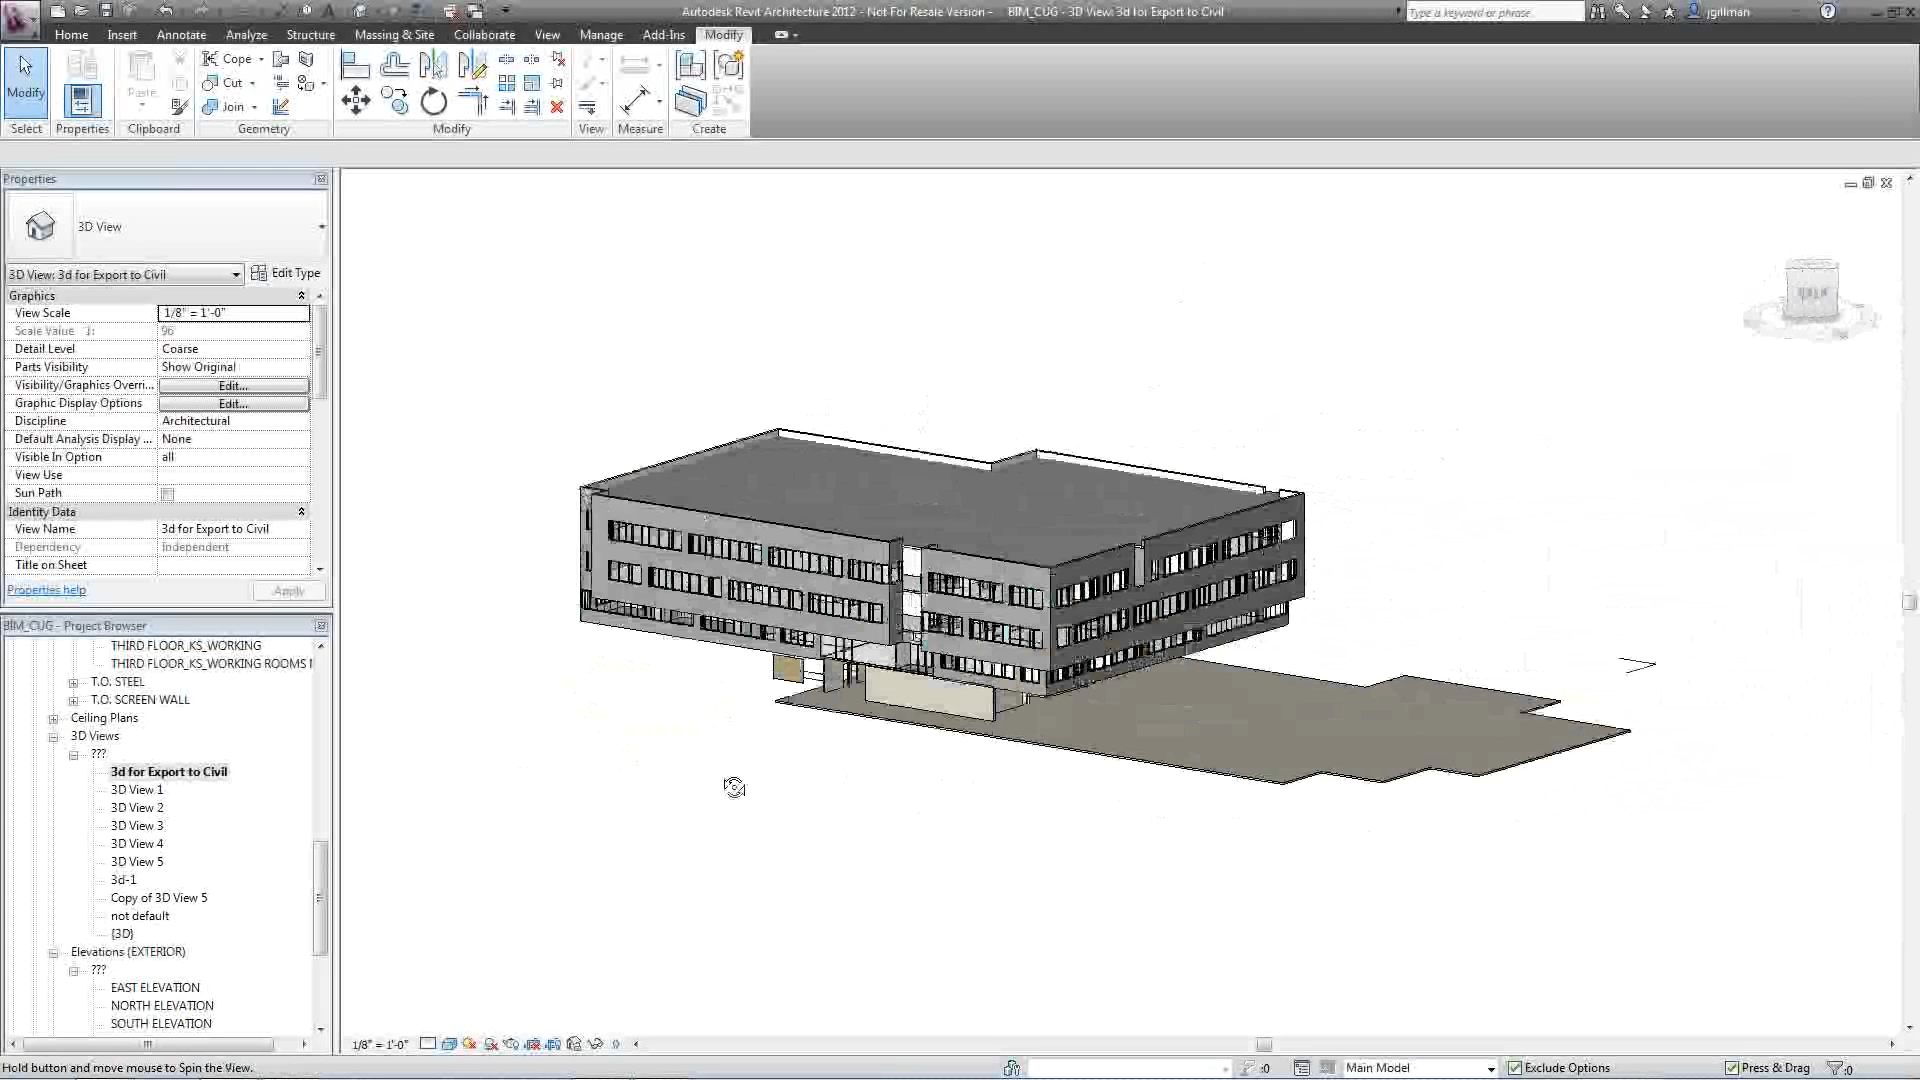 Autodesk Revit Architecture 2012 - Not For Resale Version - BIM_CUG - 3D View: 3d for Export to Civil
Type a keyword or phrase
jgillman
Home Insert Annotate Analyze Structure Massing & Site Collaborate View Manage Add-Ins Modify
Modify
Paste
Cope
Cut
Join
Select Properties Clipboard Geometry Modify View Measure Create
Properties
3D View
3D View: 3d for Export to Civil
Edit Type
Graphics
View Scale 1/8" = 1'-0"
Scale Value 1: 96
Detail Level Coarse
Parts Visibility Show Original
Visibility/Graphics Overri... Edit...
Graphic Display Options Edit...
Discipline Architectural
Default Analysis Display ... None
Visible In Option all
View Use
Sun Path
Identity Data
View Name 3d for Export to Civil
Dependency Independent
Title on Sheet
Properties help
Apply
BIM_CUG - Project Browser
THIRD FLOOR_KS_WORKING
THIRD FLOOR_KS_WORKING ROOMS
T.O. STEEL
T.O. SCREEN WALL
Ceiling Plans
3D Views
???
3d for Export to Civil
3D View 1
3D View 2
3D View 3
3D View 4
3D View 5
3d-1
Copy of 3D View 5
not default
{3D}
Elevations (EXTERIOR)
???
EAST ELEVATION
NORTH ELEVATION
SOUTH ELEVATION
1/8" = 1'-0"
Hold button and move mouse to Spin the View.
:0
Main Model
Exclude Options
Press & Drag
:0